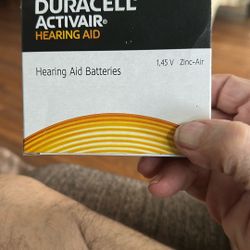 DURACELL
ACTIVAIR®
HEARING AID
Hearing Aid Batteries
1,45 V Zinc-Air